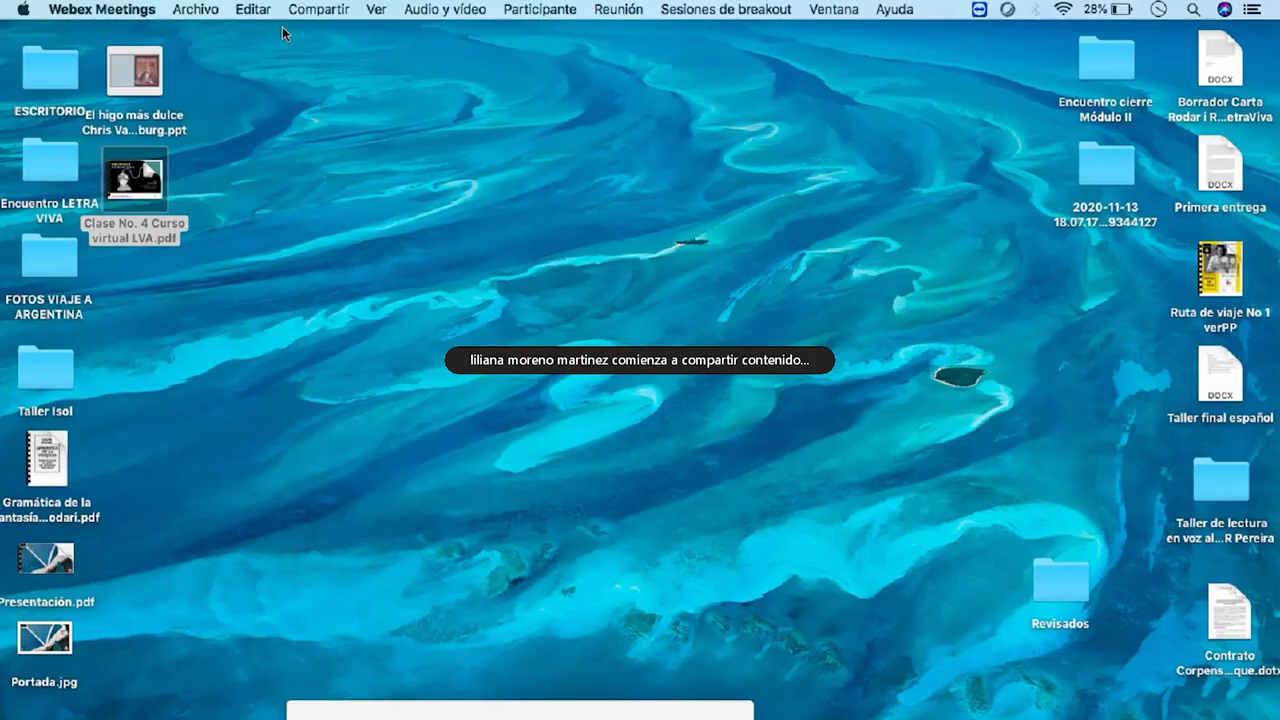 Webex Meetings Archivo Editar Compartir Ver Audio y vídeo Participante Reunión Sesiones de breakout Ventana Ayuda 28%
ESCRITORIO
El higo más dulce
Chris Va...burg.ppt
Encuentro LETRA
VIVA
Clase No. 4 Curso
virtual LVA.pdf
FOTOS VIAJE A
ARGENTINA
Taller Isol
Gramática de la
antasía...odari.pdf
Presentación.pdf
Portada.jpg
liliana moreno martinez comienza a compartir contenido...
Encuentro cierre
Módulo II
2020-11-13
18.07.17...9344127
Revisados
DOCX
Borrador Carta
Rodar i R...etraViva
DOCX
Primera entrega
Ruta de viaje No 1
verPP
DOCX
Taller final español
Taller de lectura
en voz al...R Pereira
Contrato
Corpens...que.dotx